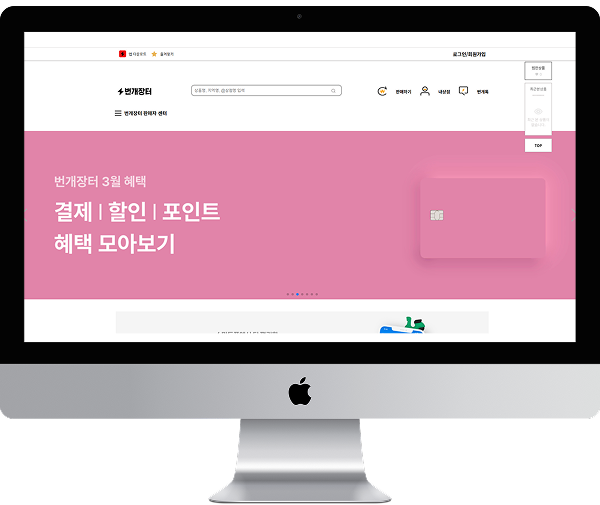 앱 다운로드 즐겨찾기 로그인/회원가입
번개장터
상품명, 지역명, @상점명 입력
판매하기 내상점 번개톡
번개장터 판매자 센터
찜한상품
최근본상품
TOP
번개장터 3월 혜택
결제 | 할인 | 포인트
혜택 모아보기